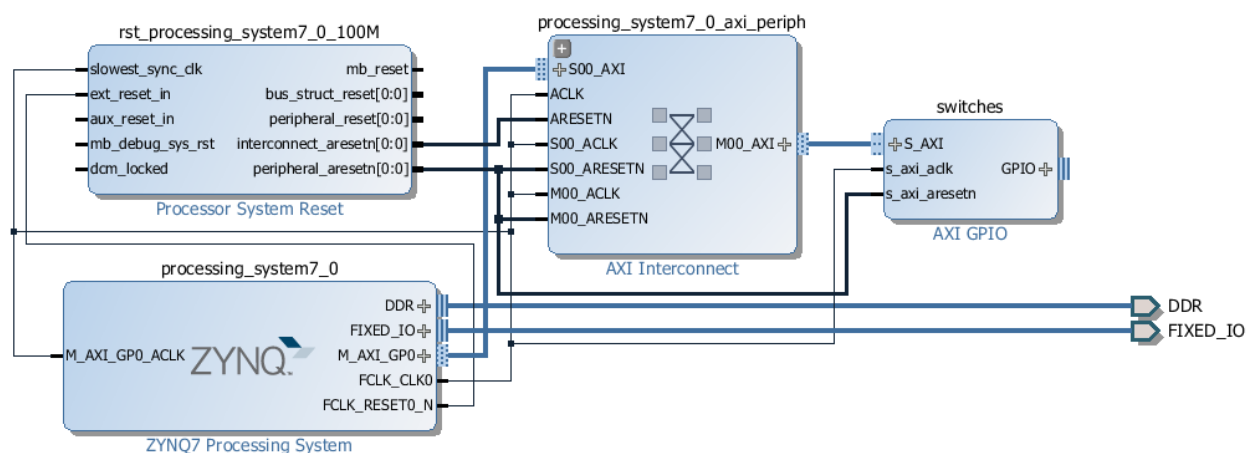 rst_processing_system7_0_100M
slowest_sync_clk
ext_reset_in
aux_reset_in
mb_debug_sys_rst
dcm_locked
mb_reset
bus_struct_reset[0:0]
peripheral_reset[0:0]
interconnect_aresetn[0:0]
peripheral_aresetn[0:0]
Processor System Reset
processing_system7_0_axi_periph
S00_AXI
ACLK
ARESETN
S00_ACLK
S00_ARESETN
M00_ACLK
M00_ARESETN
M00_AXI
AXI Interconnect
switches
S_AXI
s_axi_aclk
s_axi_aresetn
GPIO
AXI GPIO
processing_system7_0
M_AXI_GP0_ACLK
ZYNQ
DDR
FIXED_IO
M_AXI_GP0
FCLK_CLK0
FCLK_RESET0_N
ZYNQ7 Processing System
DDR
FIXED_IO